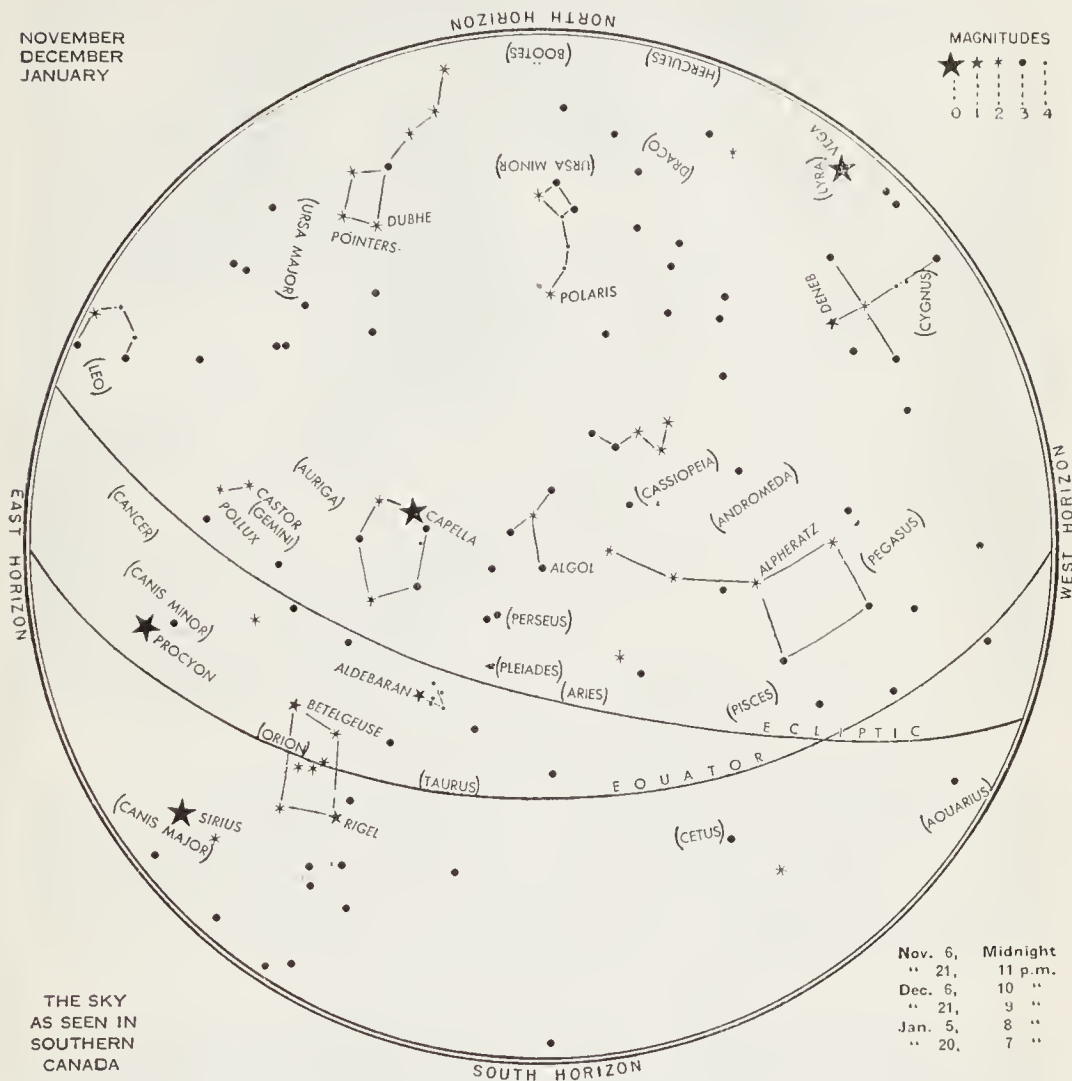 NOVEMBER
DECEMBER
JANUARY
NORTH HORIZON
MAGNITUDES
0 1 2 3 4
(BOÖTES)
(HERCULES)
(DRACO)
VEGA
(LYRA)
(URSA MINOR)
DUBHE
POINTERS
(URSA MAJOR)
POLARIS
DENEB
(CYGNUS)
(LEO)
(CASSIOPEIA)
(ANDROMEDA)
(AURIGA)
CAPELLA
CASTOR
(GEMINI)
POLLUX
(CANCER)
EAST HORIZON
WEST HORIZON
ALGOL
ALPHERATZ
(PEGASUS)
(CANIS MINOR)
PROCYON
(PERSEUS)
(PLEIADES)
(ARIES)
ALDEBARAN
(PISCES)
ECLIPTIC
BETELGEUSE
(ORION)
(TAURUS)
EQUATOR
SIRIUS
(CANIS MAJOR)
RIGEL
(CETUS)
(AQUARIUS)
Nov. 6, Midnight
" 21, 11 p.m.
Dec. 6, 10 "
" 21, 9 "
Jan. 5, 8 "
" 20, 7 "
THE SKY
AS SEEN IN
SOUTHERN
CANADA
SOUTH HORIZON